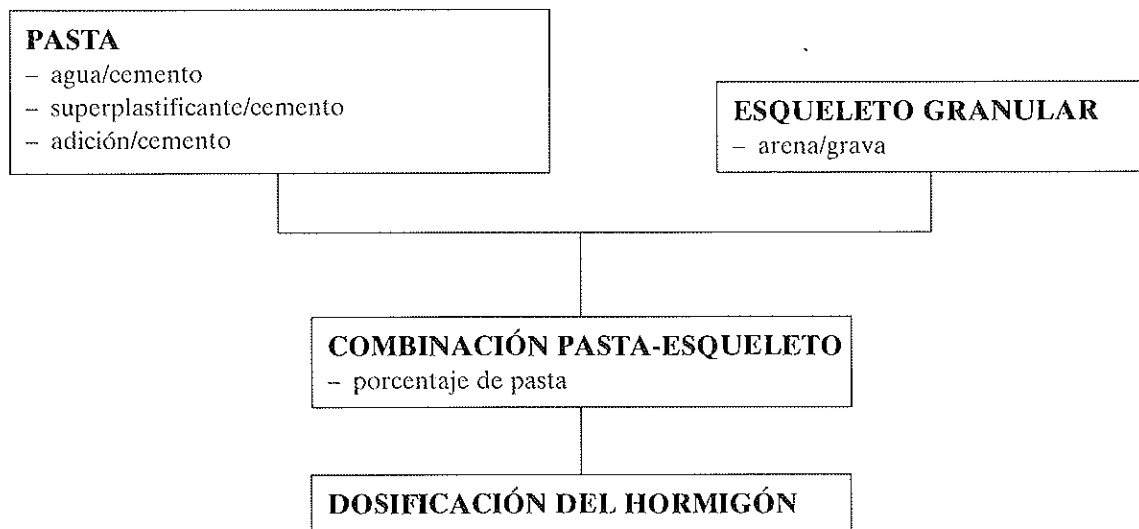 PASTA
– agua/cemento
– superplastificante/cemento
– adición/cemento
ESQUELETO GRANULAR
– arena/grava
COMBINACIÓN PASTA-ESQUELETO
– porcentaje de pasta
DOSIFICACIÓN DEL HORMIGÓN